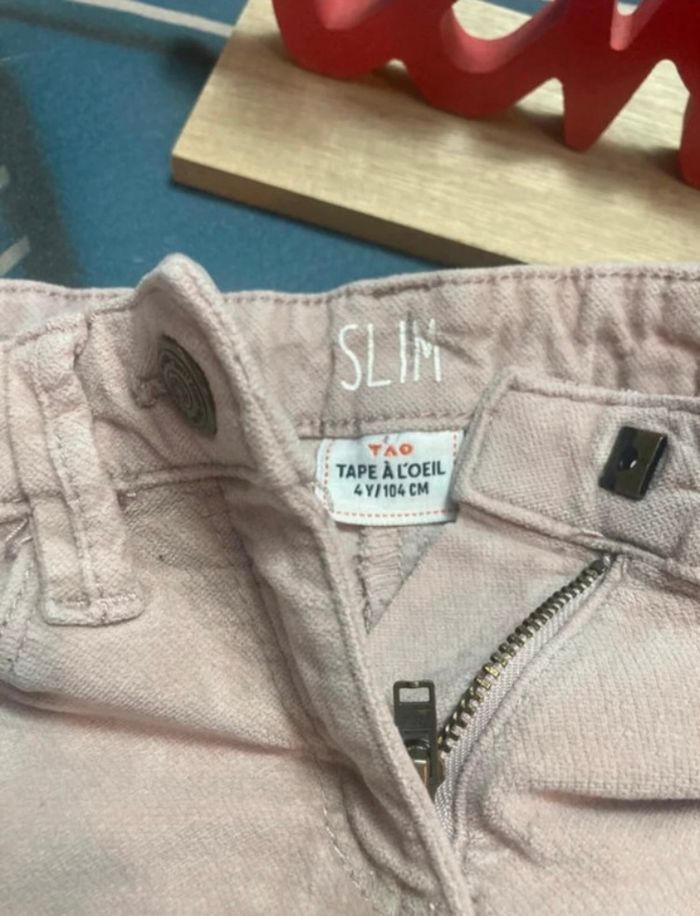 SLIM
TAO
TAPE À L'OEIL
4Y/104 CM